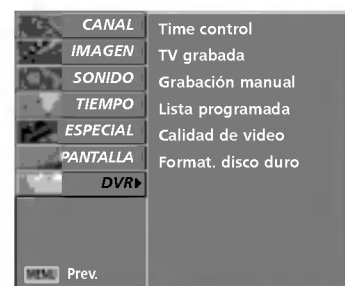 CANAL
IMAGEN
SONIDO
TIEMPO
ESPECIAL
PANTALLA
DVR
Time control
TV grabada
Grabación manual
Lista programada
Calidad de video
Format. disco duro
MENU Prev.